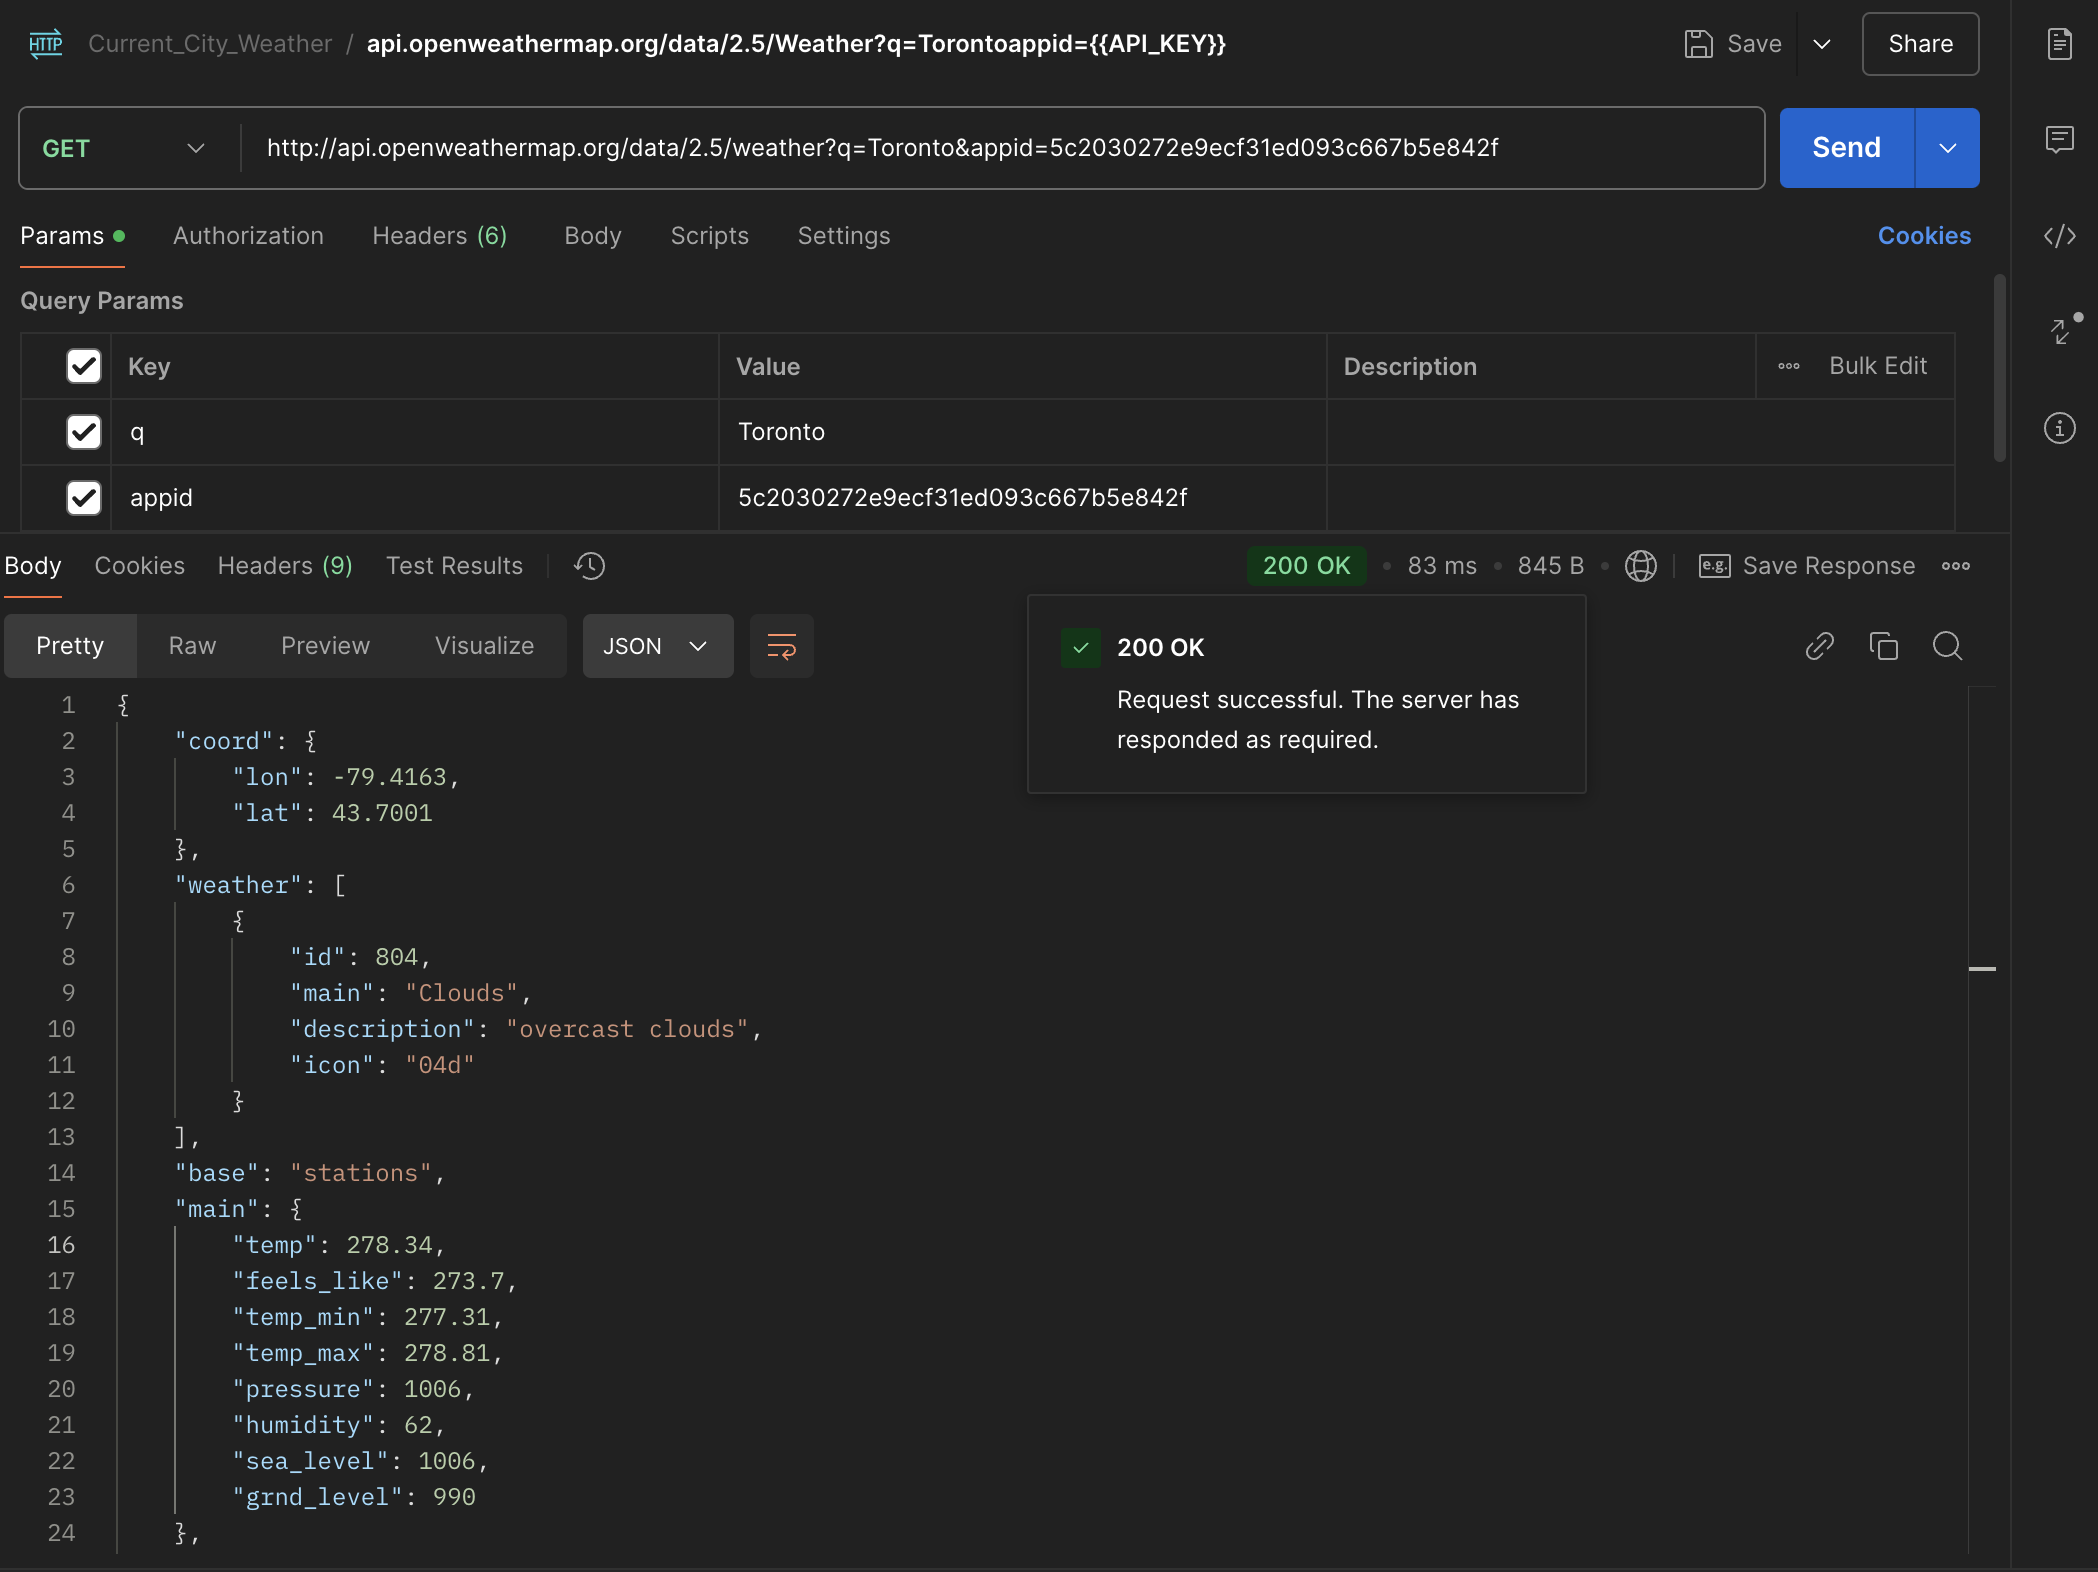 HTTP Current_City_Weather / api.openweathermap.org/data/2.5/Weather?q=Torontoappid={{API_KEY}} Save Share
GET http://api.openweathermap.org/data/2.5/weather?q=Toronto&appid=5c2030272e9ecf31ed093c667b5e842f Send
Params Authorization Headers (6) Body Scripts Settings Cookies
Query Params
Key Value Description Bulk Edit
q Toronto
appid 5c2030272e9ecf31ed093c667b5e842f
Body Cookies Headers (9) Test Results 200 OK 83 ms 845 B e.g. Save Response
Pretty Raw Preview Visualize JSON
200 OK
Request successful. The server has
responded as required.
1 {
2 "coord": {
3 "lon": -79.4163,
4 "lat": 43.7001
5 },
6 "weather": [
7 {
8 "id": 804,
9 "main": "Clouds",
10 "description": "overcast clouds",
11 "icon": "04d"
12 }
13 ],
14 "base": "stations",
15 "main": {
16 "temp": 278.34,
17 "feels_like": 273.7,
18 "temp_min": 277.31,
19 "temp_max": 278.81,
20 "pressure": 1006,
21 "humidity": 62,
22 "sea_level": 1006,
23 "grnd_level": 990
24 },